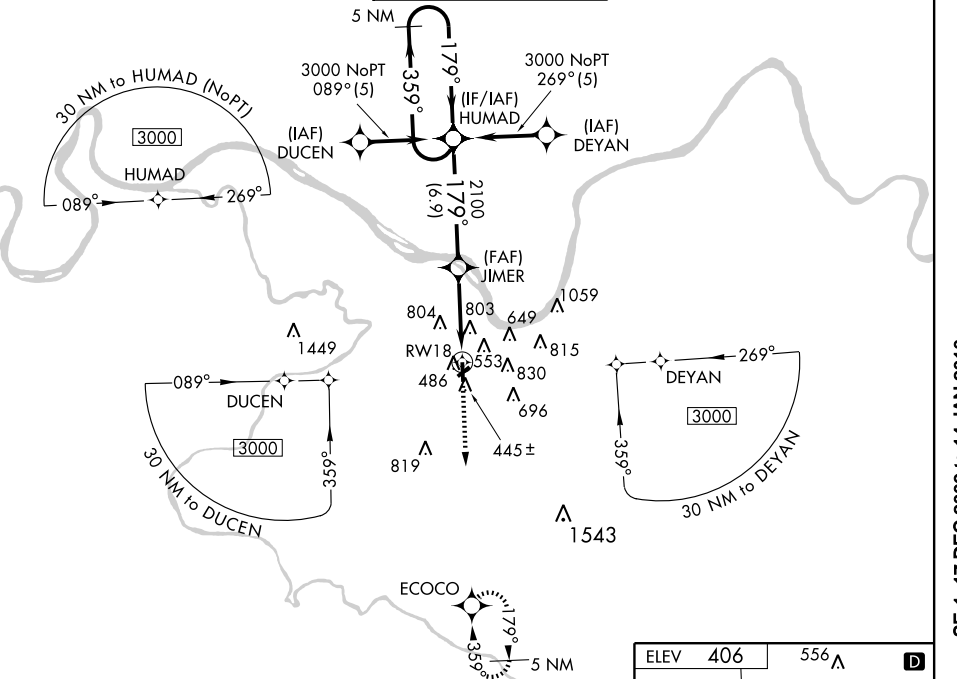 5 NM
179°
359°
3000 NoPT
089° (5)
3000 NoPT
269° (5)
(IF/IAF)
HUMAD
(IAF)
DUCEN
(IAF)
DEYAN
30 NM to HUMAD (NoPT)
3000
HUMAD
089°
269°
2100
179°
(6.9)
(FAF)
JIMER
804
803
649
1059
1449
RW18
553
815
486
830
696
445±
819
1543
089°
DUCEN
3000
359°
30 NM to DUCEN
269°
DEYAN
3000
359°
30 NM to DEYAN
ECOCO
179°
359°
5 NM
ELEV 406
556
D